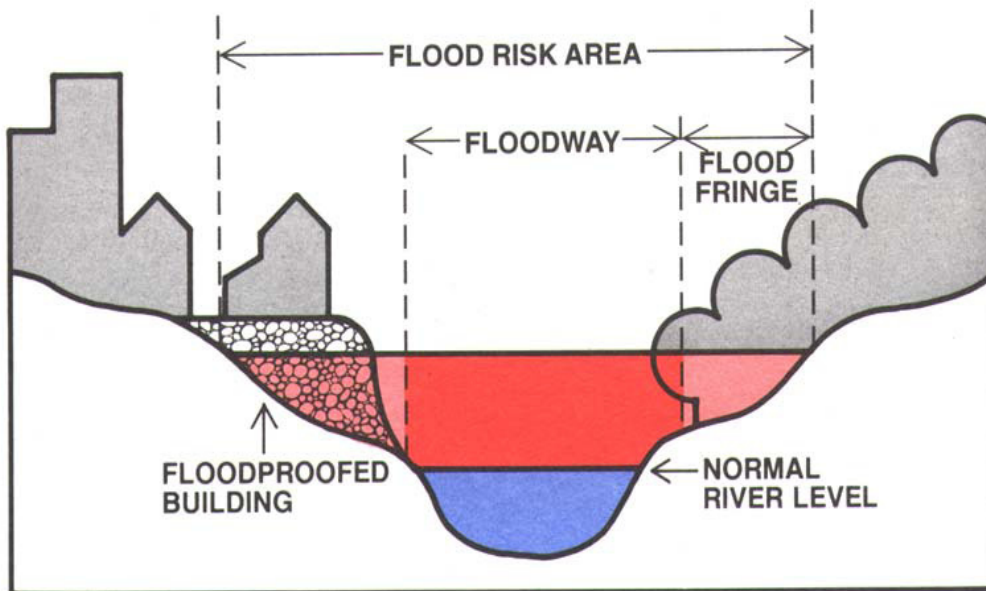 FLOOD RISK AREA
FLOODWAY
FLOOD
FRINGE
FLOODPROOFED
BUILDING
NORMAL
RIVER LEVEL